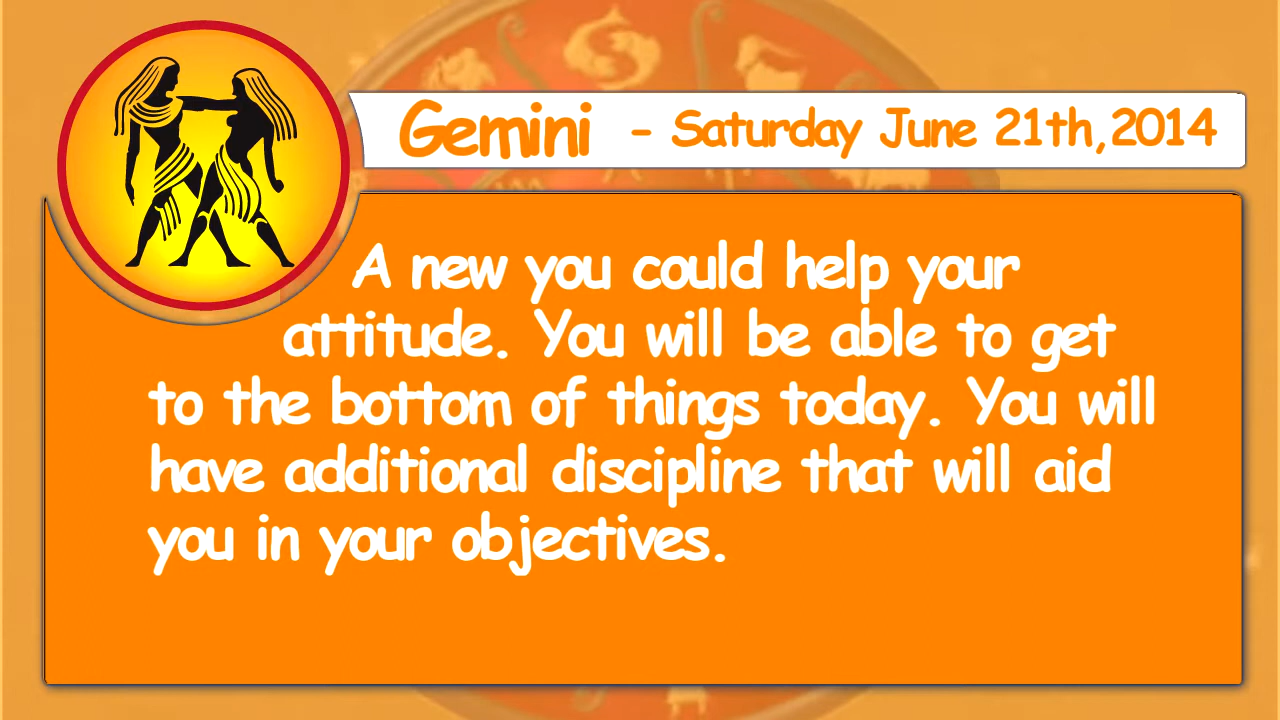 Gemini - Saturday June 21th,2014
A new you could help your
attitude. You will be able to get
to the bottom of things today. You will
have additional discipline that will aid
you in your objectives.